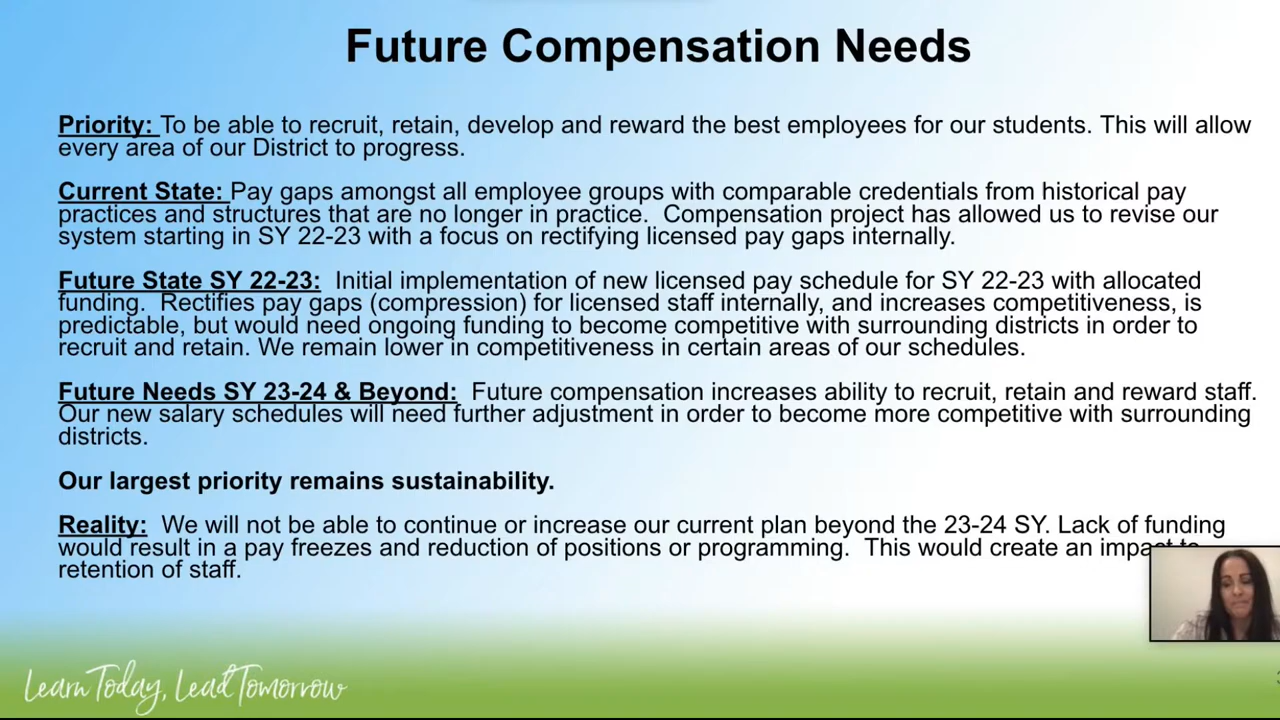 Future Compensation Needs
Priority: To be able to recruit, retain, develop and reward the best employees for our students. This will allow
every area of our District to progress.
Current State: Pay gaps amongst all employee groups with comparable credentials from historical pay
practices and structures that are no longer in practice. Compensation project has allowed us to revise our
system starting in SY 22-23 with a focus on rectifying licensed pay gaps internally.
Future State SY 22-23: Initial implementation of new licensed pay schedule for SY 22-23 with allocated
funding. Rectifies pay gaps (compression) for licensed staff internally, and increases competitiveness, is
predictable, but would need ongoing funding to become competitive with surrounding districts in order to
recruit and retain. We remain lower in competitiveness in certain areas of our schedules.
Future Needs SY 23-24 & Beyond: Future compensation increases ability to recruit, retain and reward staff.
Our new salary schedules will need further adjustment in order to become more competitive with surrounding
districts.
Our largest priority remains sustainability.
Reality: We will not be able to continue or increase our current plan beyond the 23-24 SY. Lack of funding
would result in a pay freezes and reduction of positions or programming. This would create an impact to
retention of staff.
Learn Today, Lead Tomorrow